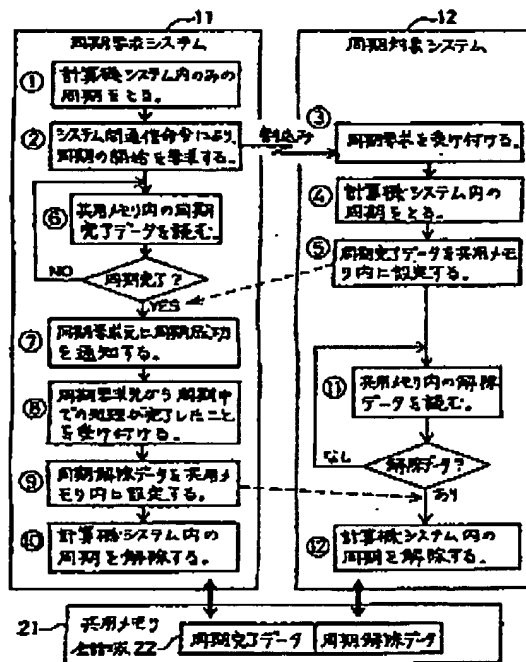 11
12
同期要求システム
同期対象システム
①
計算機システム内のみの
同期をとる。
②
システム間通信命令により、
同期の開始を要求する。
割込み
③
同期要求を受け付ける。
④
計算機システム内の
同期をとる。
⑤
同期完了データを共用メモ
リ内に設定する。
⑥
共用メモリ内の同期
完了データを読む。
NO
同期完了?
YES
⑦
同期要求元に同期成功
を通知する。
⑧
同期要求元から同期中
での処理が完了したこと
を受け付ける。
⑨
同期解除データを共用メ
モリ内に設定する。
⑩
計算機システム内の
同期を解除する。
⑪
共用メモリ内の解除
データを読む。
なし
解除データ?
あり
⑫
計算機システム内の
同期を解除する。
21
共用メモリ
22
同期完了データ
同期解除データ